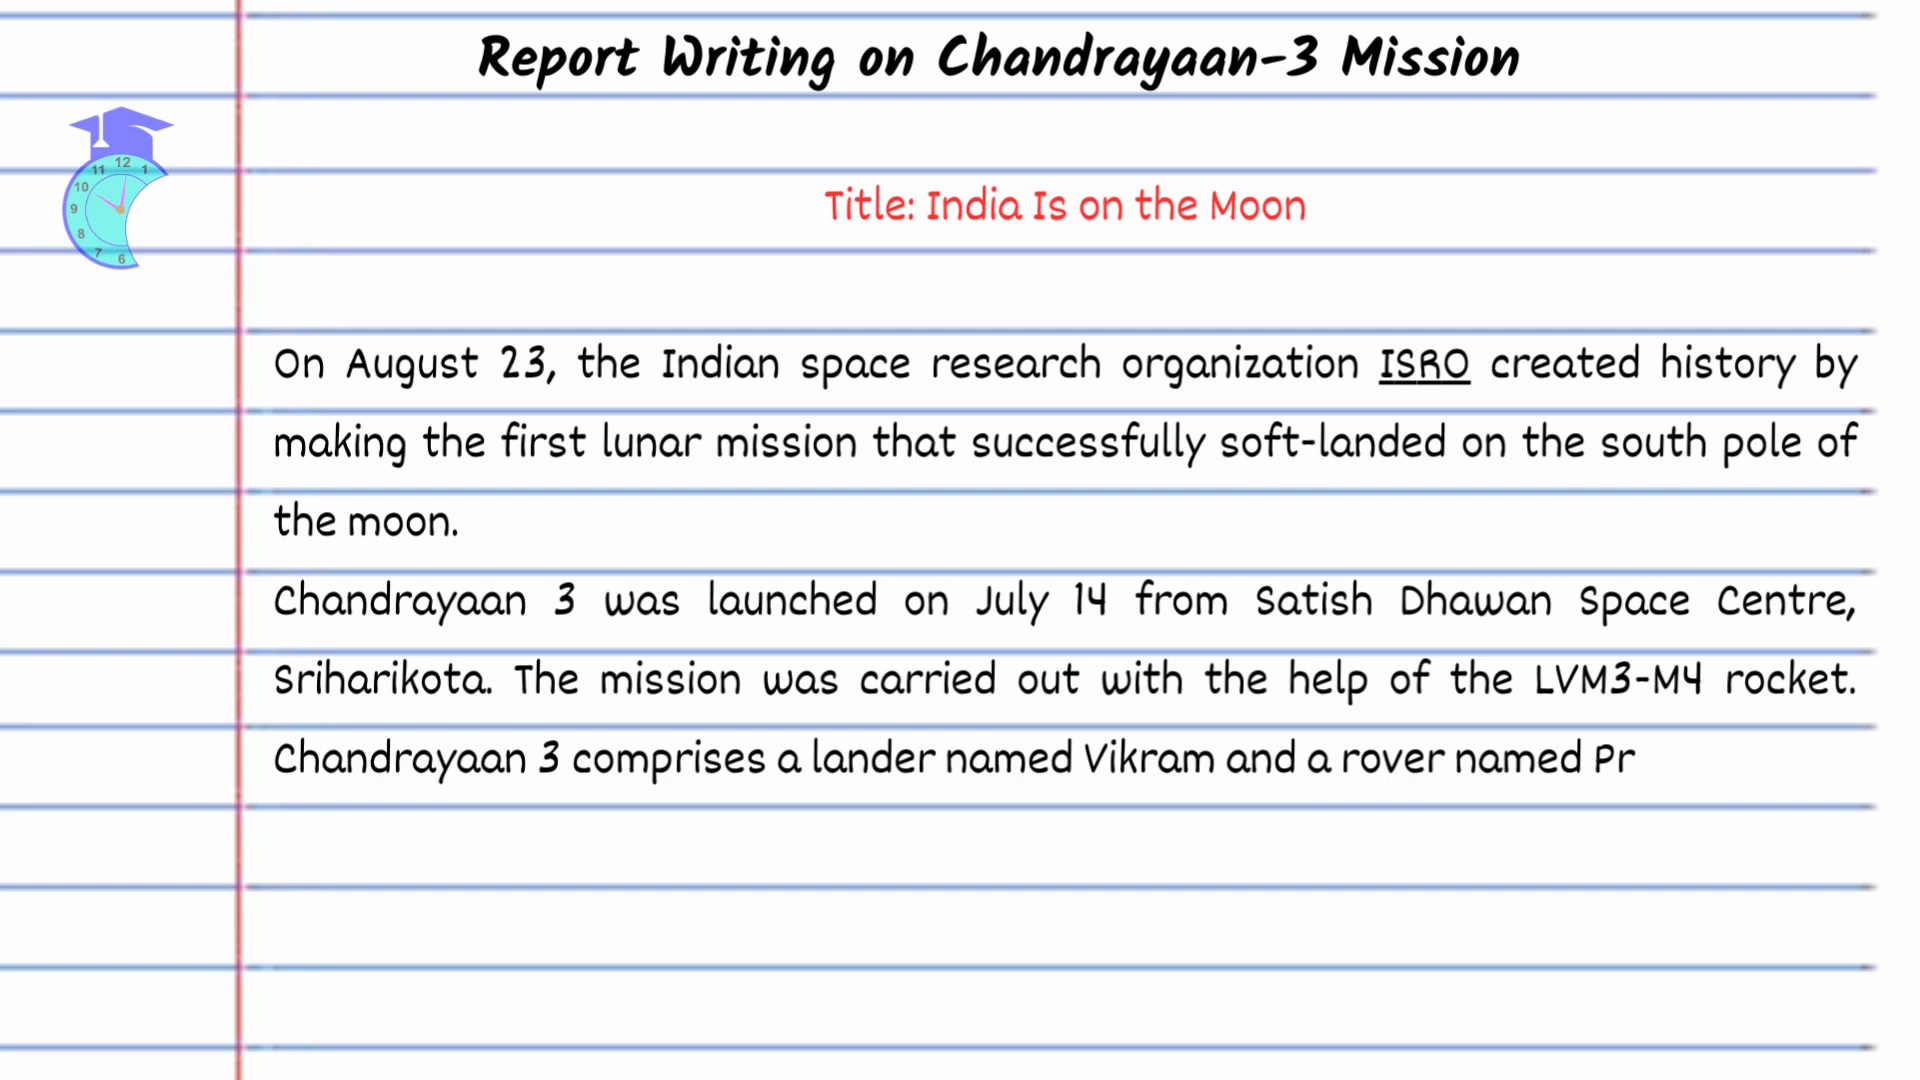 Report Writing on Chandrayaan-3 Mission
Title: India Is on the Moon
12
11 1
10
9
8
7
6
On August 23, the Indian space research organization ISRO created history by
making the first lunar mission that successfully soft-landed on the south pole of
the moon.
Chandrayaan 3 was launched on July 14 from Satish Dhawan Space Centre,
Sriharikota. The mission was carried out with the help of the LVM3-M4 rocket.
Chandrayaan 3 comprises a lander named Vikram and a rover named Pr